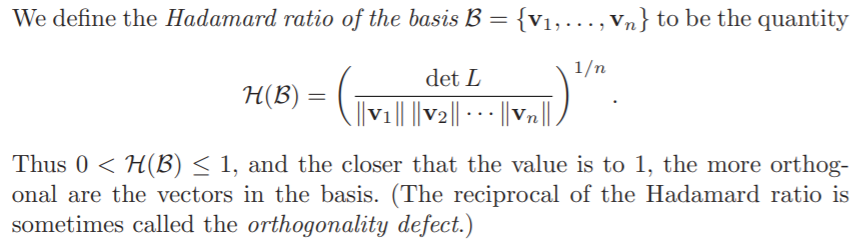 We define the Hadamard ratio of the basis B = {v₁, . . . , vₙ} to be the quantity
H(B) = ( det L / ‖v₁‖ ‖v₂‖ · · · ‖vₙ‖ )^{1/n} .
Thus 0 < H(B) ≤ 1, and the closer that the value is to 1, the more orthog-
onal are the vectors in the basis. (The reciprocal of the Hadamard ratio is
sometimes called the orthogonality defect.)